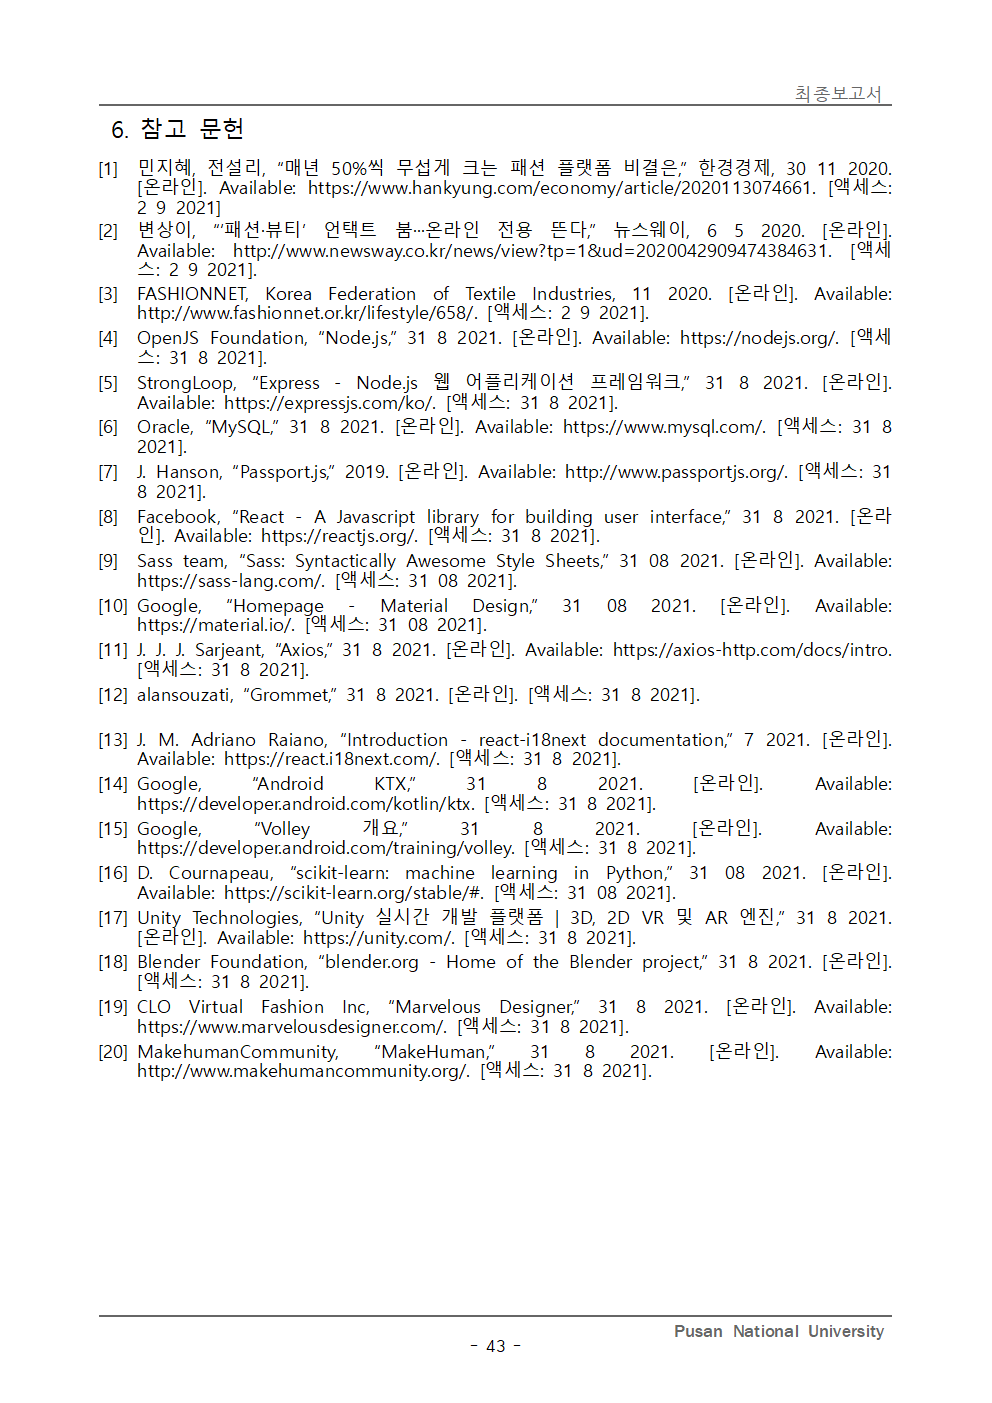 최종보고서
6. 참고 문헌
[1] 민지혜, 전설리, “매년 50%씩 무섭게 크는 패션 플랫폼 비결은,” 한경경제, 30 11 2020.
[온라인]. Available: https://www.hankyung.com/economy/article/2020113074661. [액세스:
2 9 2021]
[2] 변상이, “‘패션·뷰티’ 언택트 붐…온라인 전용 뜬다,” 뉴스웨이, 6 5 2020. [온라인].
Available: http://www.newsway.co.kr/news/view?tp=1&ud=2020042909474384631. [액세
스: 2 9 2021].
[3] FASHIONNET, Korea Federation of Textile Industries, 11 2020. [온라인]. Available:
http://www.fashionnet.or.kr/lifestyle/658/. [액세스: 2 9 2021].
[4] OpenJS Foundation, “Node.js,” 31 8 2021. [온라인]. Available: https://nodejs.org/. [액세
스: 31 8 2021].
[5] StrongLoop, “Express - Node.js 웹 어플리케이션 프레임워크,” 31 8 2021. [온라인].
Available: https://expressjs.com/ko/. [액세스: 31 8 2021].
[6] Oracle, “MySQL,” 31 8 2021. [온라인]. Available: https://www.mysql.com/. [액세스: 31 8
2021].
[7] J. Hanson, “Passport.js,” 2019. [온라인]. Available: http://www.passportjs.org/. [액세스: 31
8 2021].
[8] Facebook, “React - A Javascript library for building user interface,” 31 8 2021. [온라
인]. Available: https://reactjs.org/. [액세스: 31 8 2021].
[9] Sass team, “Sass: Syntactically Awesome Style Sheets,” 31 08 2021. [온라인]. Available:
https://sass-lang.com/. [액세스: 31 08 2021].
[10] Google, “Homepage - Material Design,” 31 08 2021. [온라인]. Available:
https://material.io/. [액세스: 31 08 2021].
[11] J. J. J. Sarjeant, “Axios,” 31 8 2021. [온라인]. Available: https://axios-http.com/docs/intro.
[액세스: 31 8 2021].
[12] alansouzati, “Grommet,” 31 8 2021. [온라인]. [액세스: 31 8 2021].
[13] J. M. Adriano Raiano, “Introduction - react-i18next documentation,” 7 2021. [온라인].
Available: https://react.i18next.com/. [액세스: 31 8 2021].
[14] Google, “Android KTX,” 31 8 2021. [온라인]. Available:
https://developer.android.com/kotlin/ktx. [액세스: 31 8 2021].
[15] Google, “Volley 개요,” 31 8 2021. [온라인]. Available:
https://developer.android.com/training/volley. [액세스: 31 8 2021].
[16] D. Cournapeau, “scikit-learn: machine learning in Python,” 31 08 2021. [온라인].
Available: https://scikit-learn.org/stable/#. [액세스: 31 08 2021].
[17] Unity Technologies, “Unity 실시간 개발 플랫폼 | 3D, 2D VR 및 AR 엔진,” 31 8 2021.
[온라인]. Available: https://unity.com/. [액세스: 31 8 2021].
[18] Blender Foundation, “blender.org - Home of the Blender project,” 31 8 2021. [온라인].
[액세스: 31 8 2021].
[19] CLO Virtual Fashion Inc, “Marvelous Designer,” 31 8 2021. [온라인]. Available:
https://www.marvelousdesigner.com/. [액세스: 31 8 2021].
[20] MakehumanCommunity, “MakeHuman,” 31 8 2021. [온라인]. Available:
http://www.makehumancommunity.org/. [액세스: 31 8 2021].
Pusan National University
- 43 -